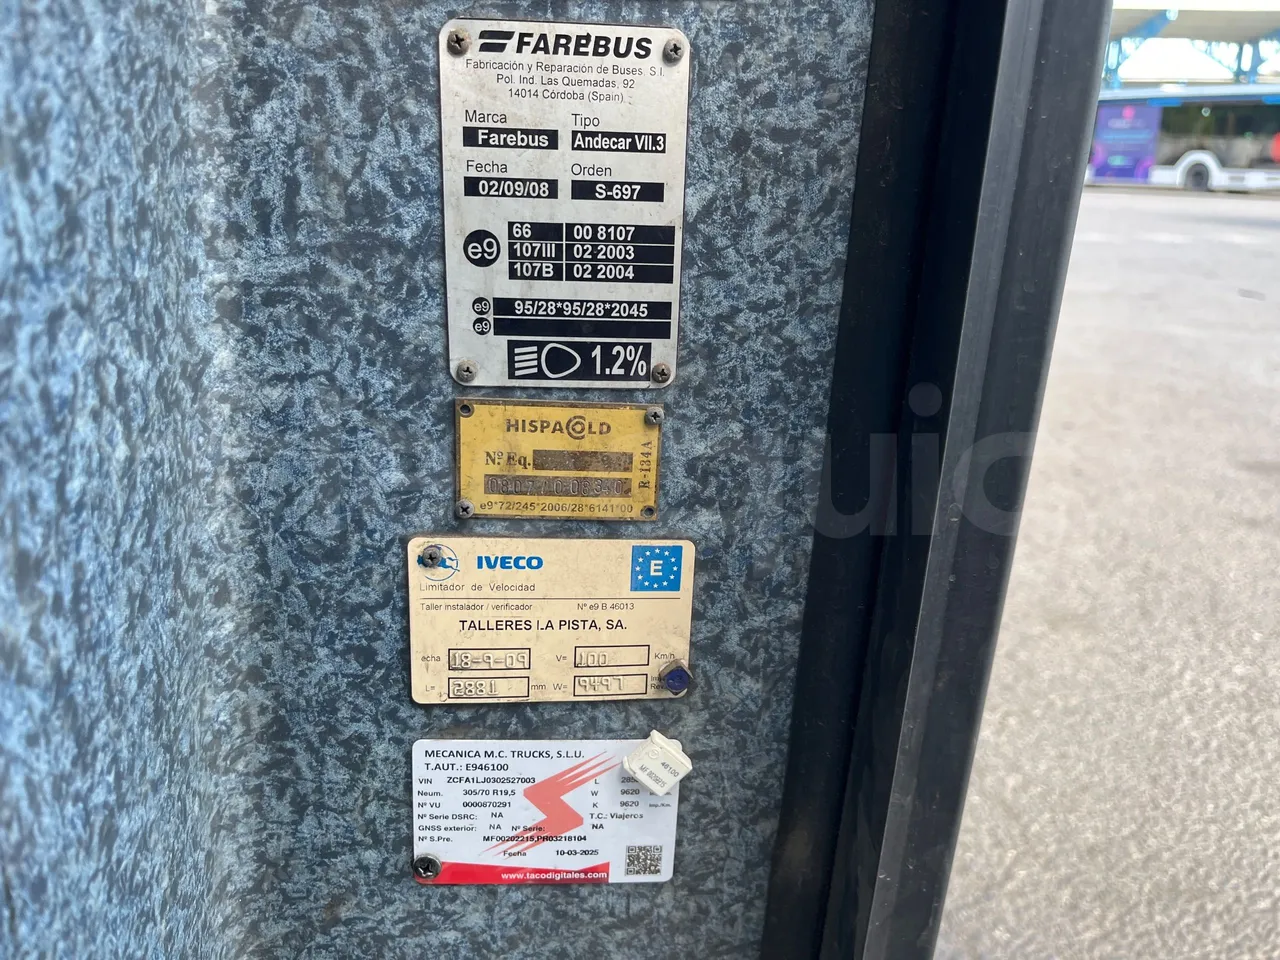 FAREBUS
Fabricación y Reparación de Buses. S.l.
Pol. Ind. Las Quemadas, 92
14014 Córdoba (Spain)
Marca Tipo
Farebus Andecar VII.3
Fecha Orden
02/09/08 S-697
e9
66 00 8107
107III 02 2003
107B 02 2004
e9 95/28*95/28*2045
e9
1.2%
HISPACOLD
Nº Eq.
R-134A
e9*72/245*2006/28*6141*00
IVECO
E
Limitador de Velocidad
Taller instalador / verificador Nº e9 B 46013
TALLERES LA PISTA, SA.
echa 18-9-09 V= 100 Km/h
L= 2881 mm W= 9497
MECANICA M.C. TRUCKS, S.L.U.
T.AUT.: E946100
VIN ZCFA1LJ0302527003 L
Neum. 305/70 R19,5 W 9620
Nº VU 0000870291 K 9620 Imp./Km.
Nº Serie DSRC: NA T.C.: Viajeros
GNSS exterior: NA Nº Serie: NA
Nº S.Pre. MF00202215,PR03218104
Fecha 10-03-2025
www.tacodigitales.com
46100